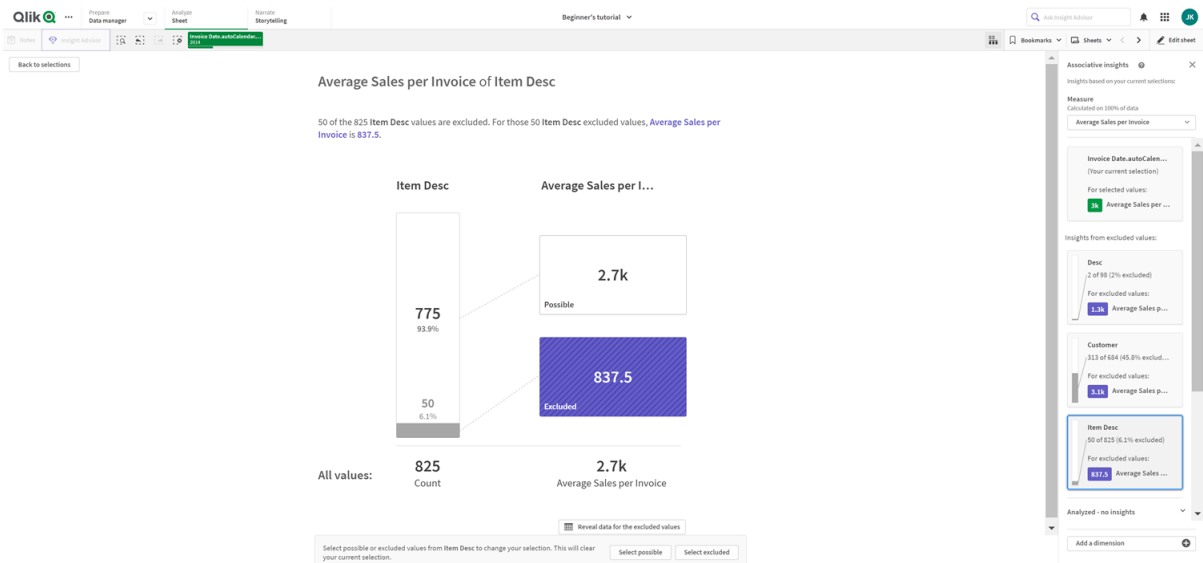 Qlik
Prepare
Data manager
Analyze
Sheet
Narrate
Storytelling
Beginner's tutorial
Ask Insight Advisor
JK
Notes
Insight Advisor
Invoice Date.autoCalendar....
2014
Bookmarks
Sheets
Edit sheet
Back to selections
Average Sales per Invoice of Item Desc
50 of the 825 Item Desc values are excluded. For those 50 Item Desc excluded values, Average Sales per
Invoice is 837.5.
Item Desc
Average Sales per I...
775
93.9%
50
6.1%
2.7k
Possible
837.5
Excluded
All values:
825
Count
2.7k
Average Sales per Invoice
Reveal data for the excluded values
Select possible or excluded values from Item Desc to change your selection. This will clear
your current selection.
Select possible
Select excluded
Associative insights
Insights based on your current selections:
Measure
Calculated on 100% of data
Average Sales per Invoice
Invoice Date.autoCalen...
(Your current selection)
For selected values:
3k Average Sales per ...
Insights from excluded values:
Desc
2 of 98 (2% excluded)
For excluded values:
1.3k Average Sales p...
Customer
313 of 684 (45.8% exclud...
For excluded values:
3.1k Average Sales p...
Item Desc
50 of 825 (6.1% excluded)
For excluded values:
837.5 Average Sales ...
Analyzed - no insights
Add a dimension